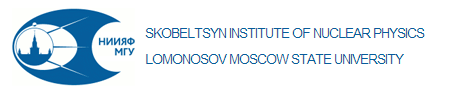 НИИЯФ
МГУ
SKOBELTSYN INSTITUTE OF NUCLEAR PHYSICS
LOMONOSOV MOSCOW STATE UNIVERSITY